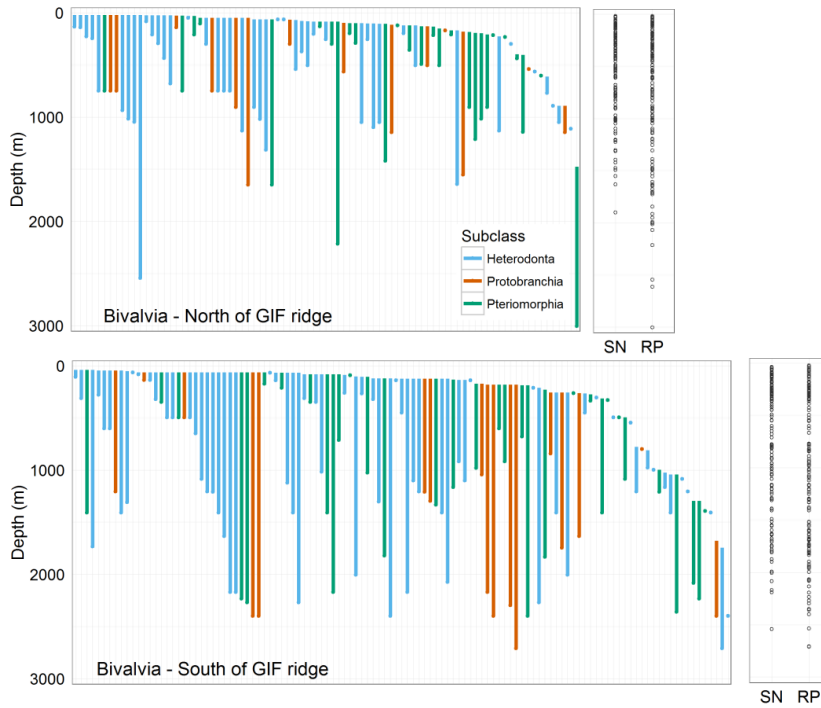 0
1000
2000
3000
Depth (m)
Subclass
Heterodonta
Protobranchia
Pteriomorphia
Bivalvia - North of GIF ridge
SN RP
0
1000
2000
3000
Depth (m)
Bivalvia - South of GIF ridge
SN RP